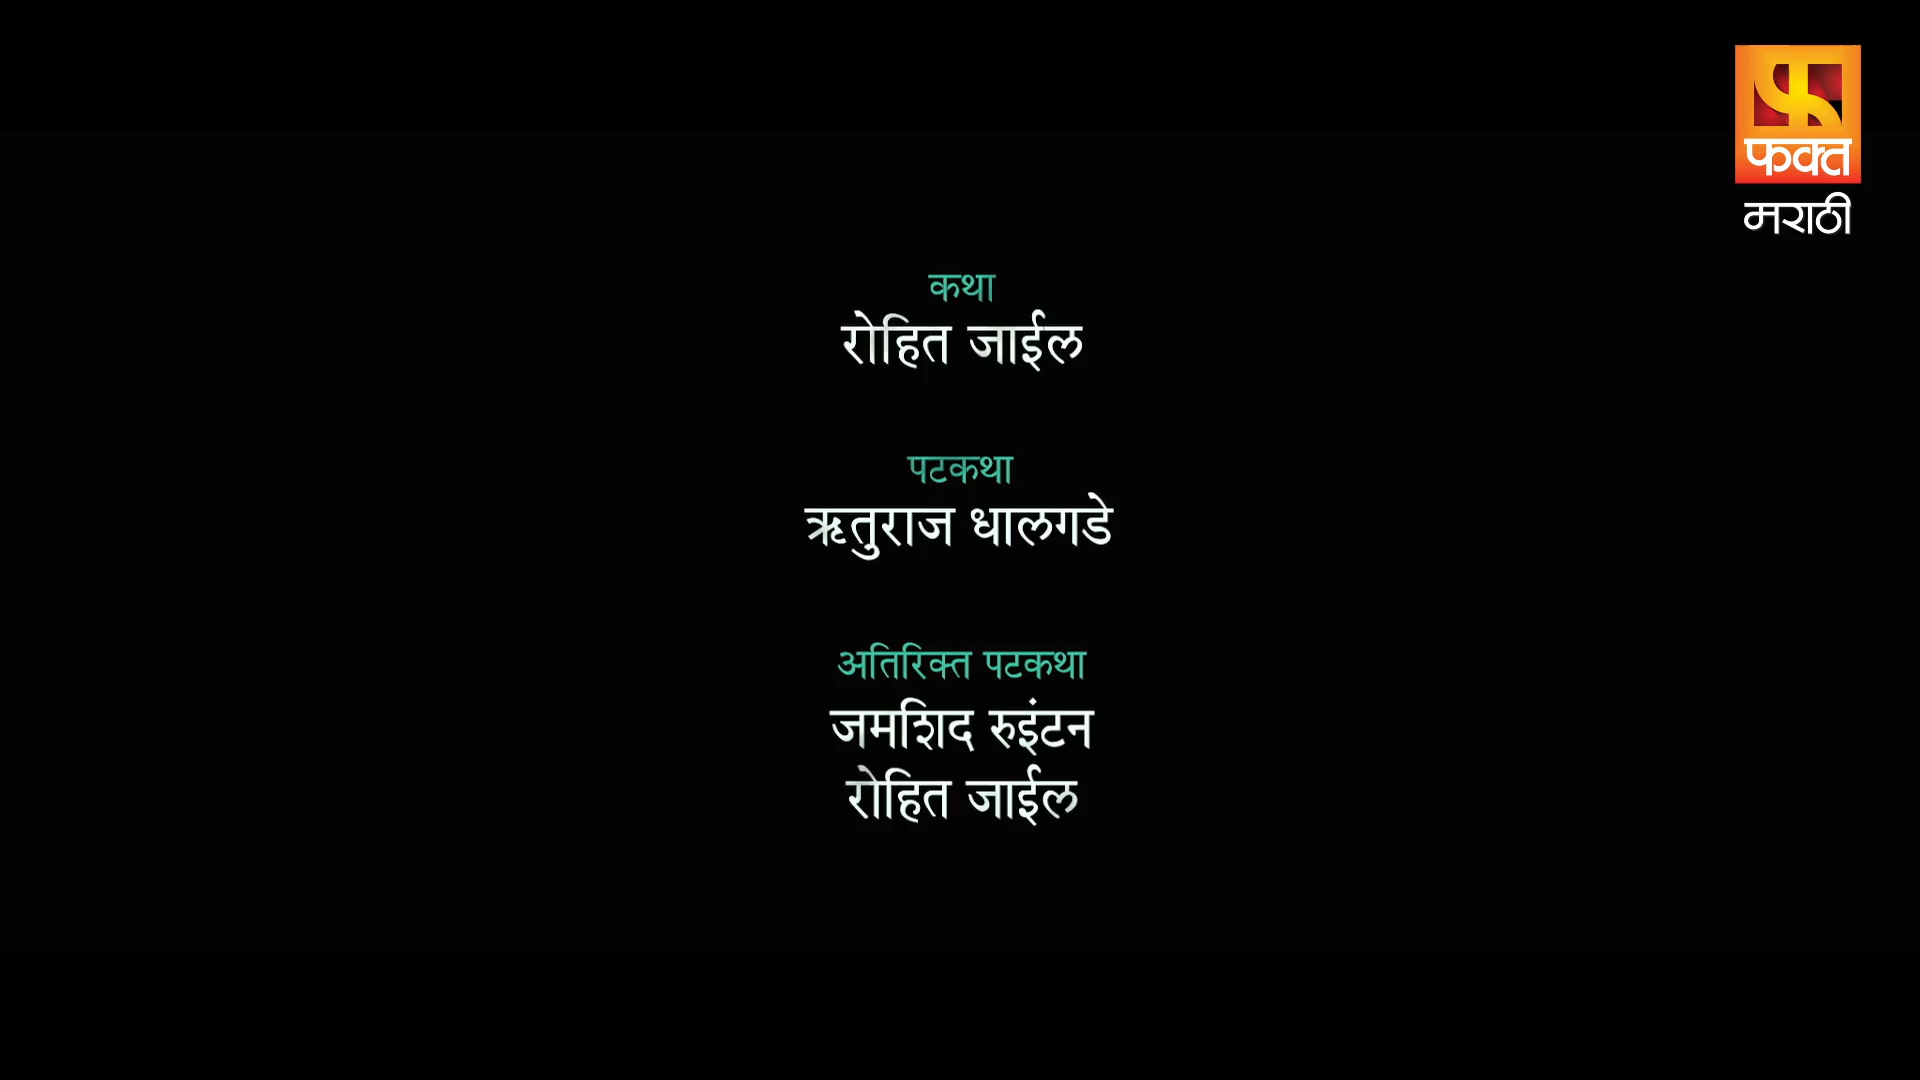 फक्त
मराठी
कथा
रोहित जाईल
पटकथा
ऋतुराज धालगडे
अतिरिक्त पटकथा
जमशिद रुइंटन
रोहित जाईल